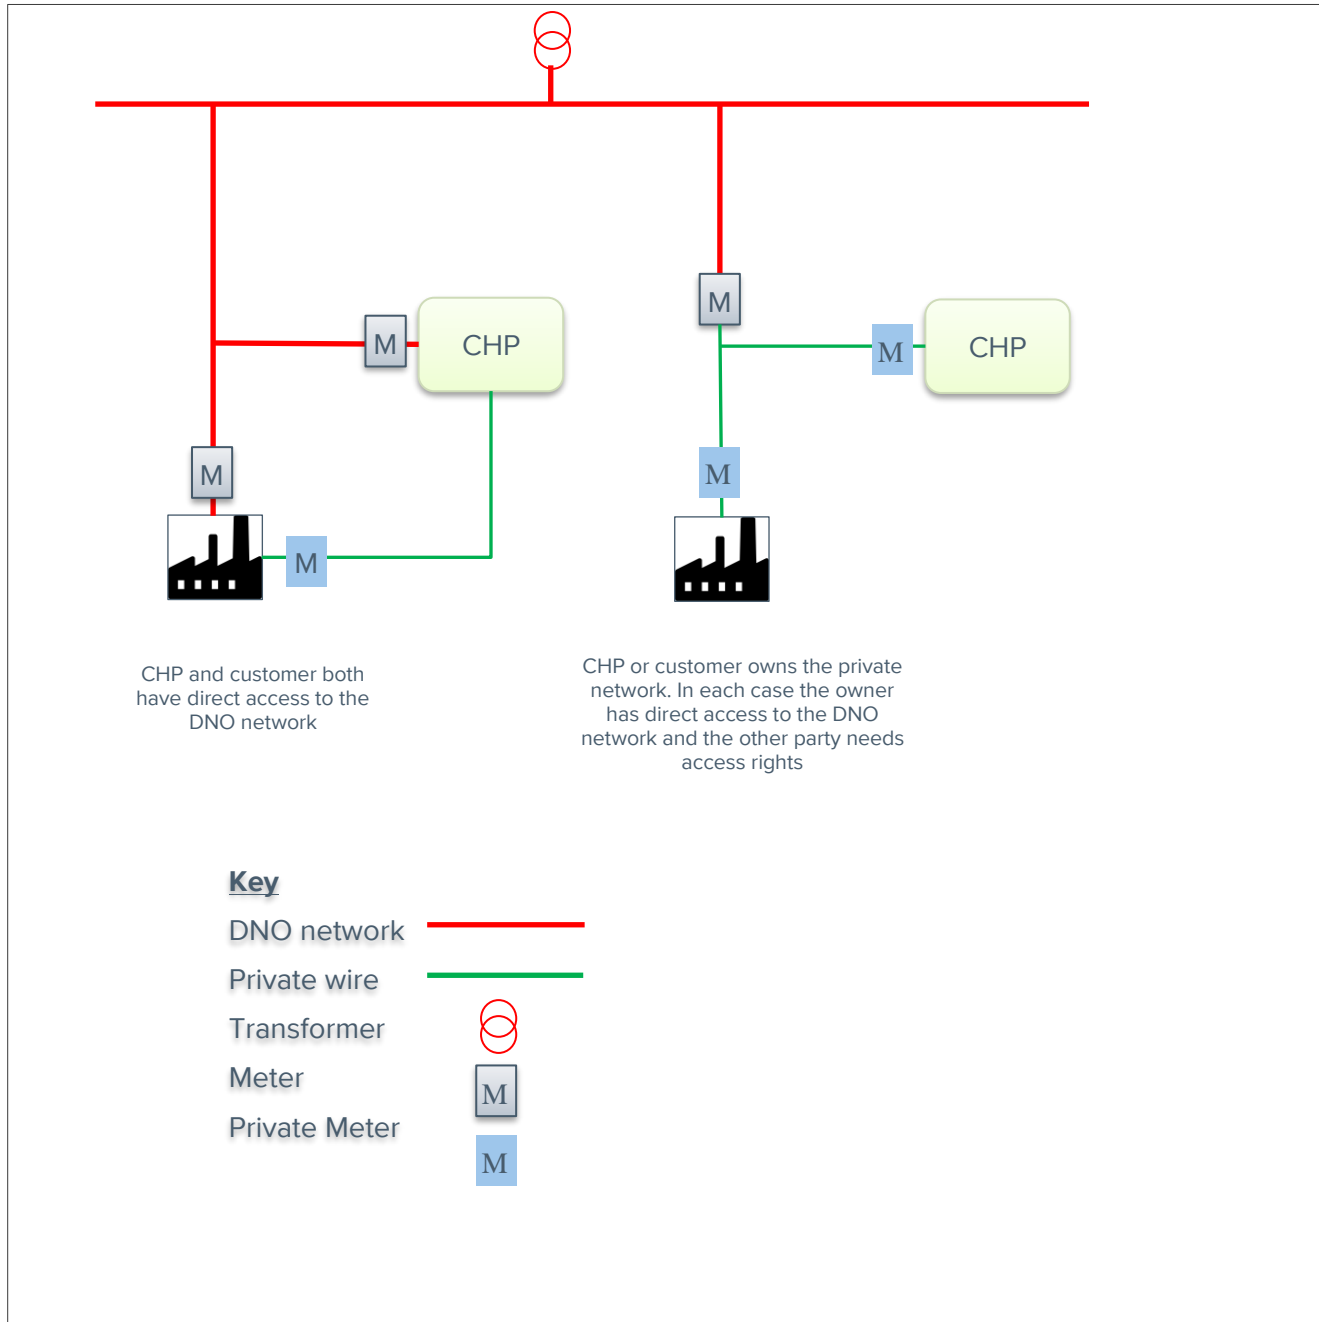 M
CHP
M
CHP
M
M
M
M
CHP and customer both
have direct access to the
DNO network
CHP or customer owns the private
network. In each case the owner
has direct access to the DNO
network and the other party needs
access rights
Key
DNO network
Private wire
Transformer
Meter
M
Private Meter
M